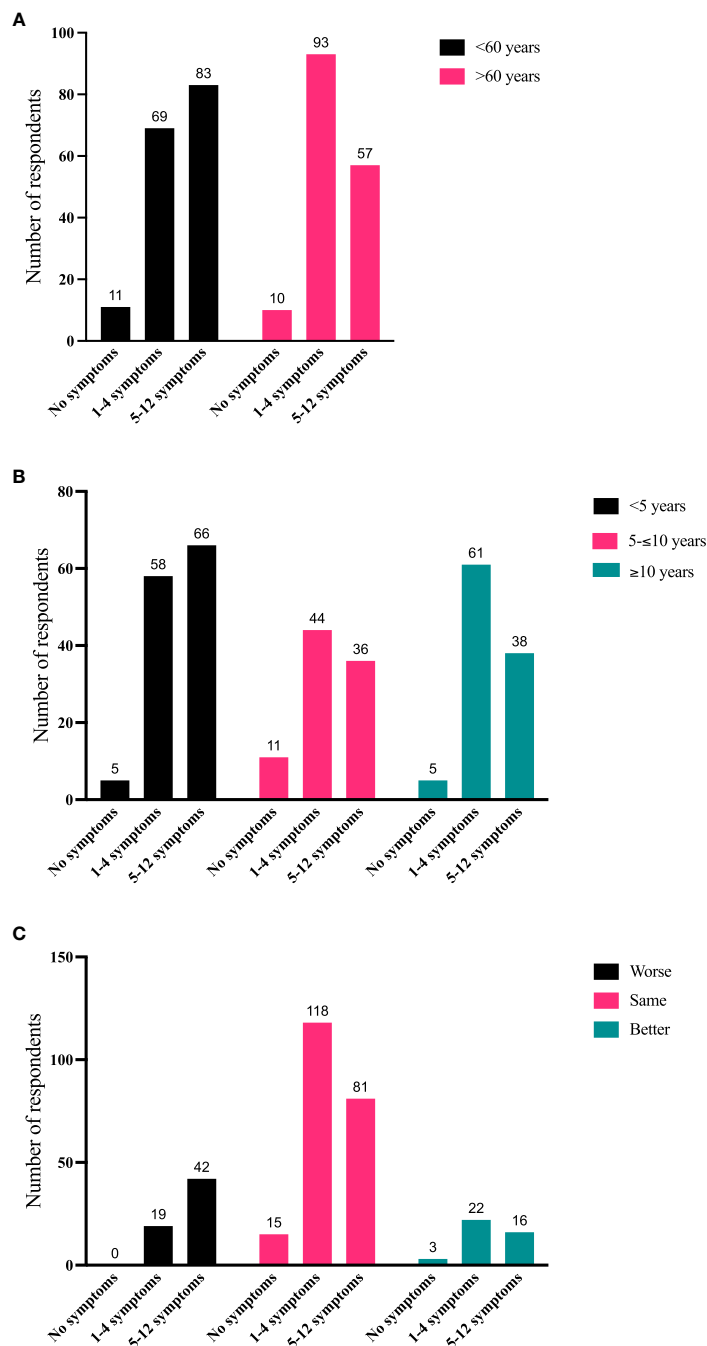 A
Number of respondents
100
80
60
40
20
0
11
69
83
10
93
57
No symptoms
1-4 symptoms
5-12 symptoms
No symptoms
1-4 symptoms
5-12 symptoms
<60 years
>60 years
B
Number of respondents
80
60
40
20
0
5
58
66
11
44
36
5
61
38
No symptoms
1-4 symptoms
5-12 symptoms
No symptoms
1-4 symptoms
5-12 symptoms
No symptoms
1-4 symptoms
5-12 symptoms
<5 years
5-≤10 years
≥10 years
C
Number of respondents
150
100
50
0
0
19
42
15
118
81
3
22
16
No symptoms
1-4 symptoms
5-12 symptoms
No symptoms
1-4 symptoms
5-12 symptoms
No symptoms
1-4 symptoms
5-12 symptoms
Worse
Same
Better